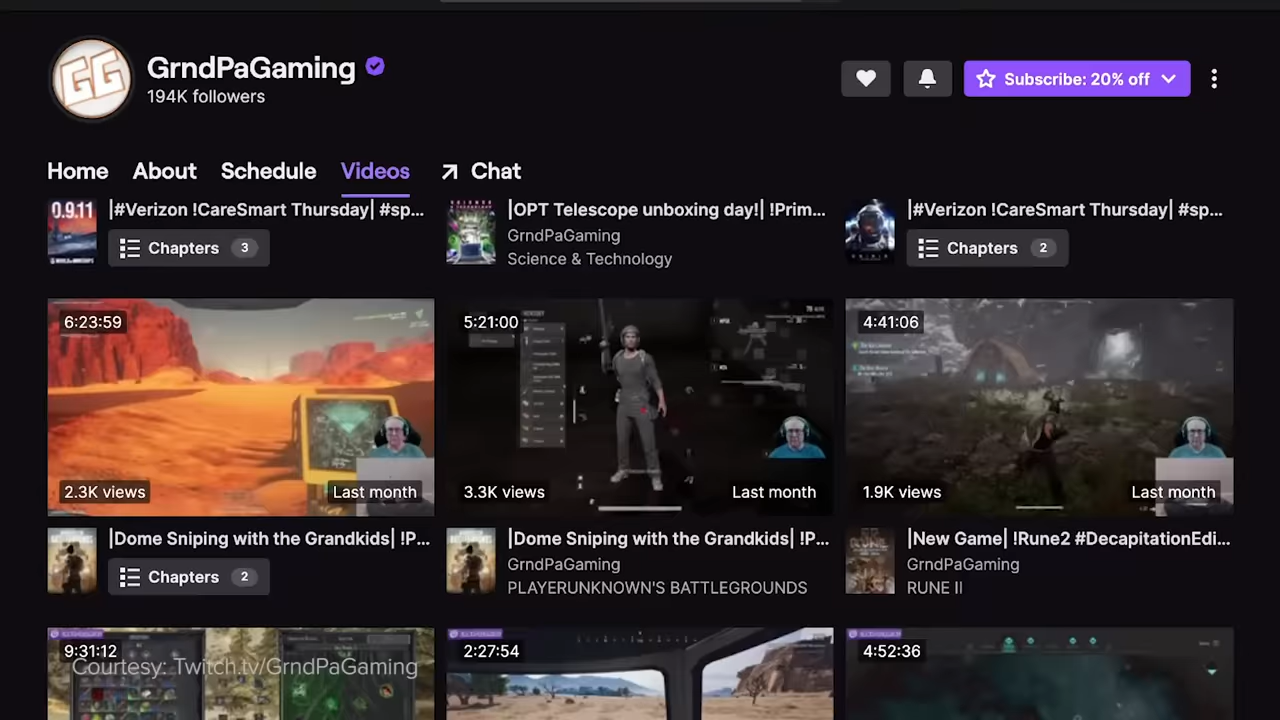 GG
GrndPaGaming
194K followers
Subscribe: 20% off
Home
About
Schedule
Videos
Chat
0.9.11
|#Verizon !CareSmart Thursday| #sp...
Chapters
3
|OPT Telescope unboxing day!| !Prim...
GrndPaGaming
Science & Technology
|#Verizon !CareSmart Thursday| #sp...
Chapters
2
6:23:59
2.3K views
Last month
5:21:00
3.3K views
Last month
4:41:06
1.9K views
Last month
|Dome Sniping with the Grandkids| !P...
Chapters
2
|Dome Sniping with the Grandkids| !P...
GrndPaGaming
PLAYERUNKNOWN'S BATTLEGROUNDS
|New Game| !Rune2 #DecapitationEdi...
GrndPaGaming
RUNE II
9:31:12
2:27:54
4:52:36
Courtesy: Twitch.tv/GrndPaGaming